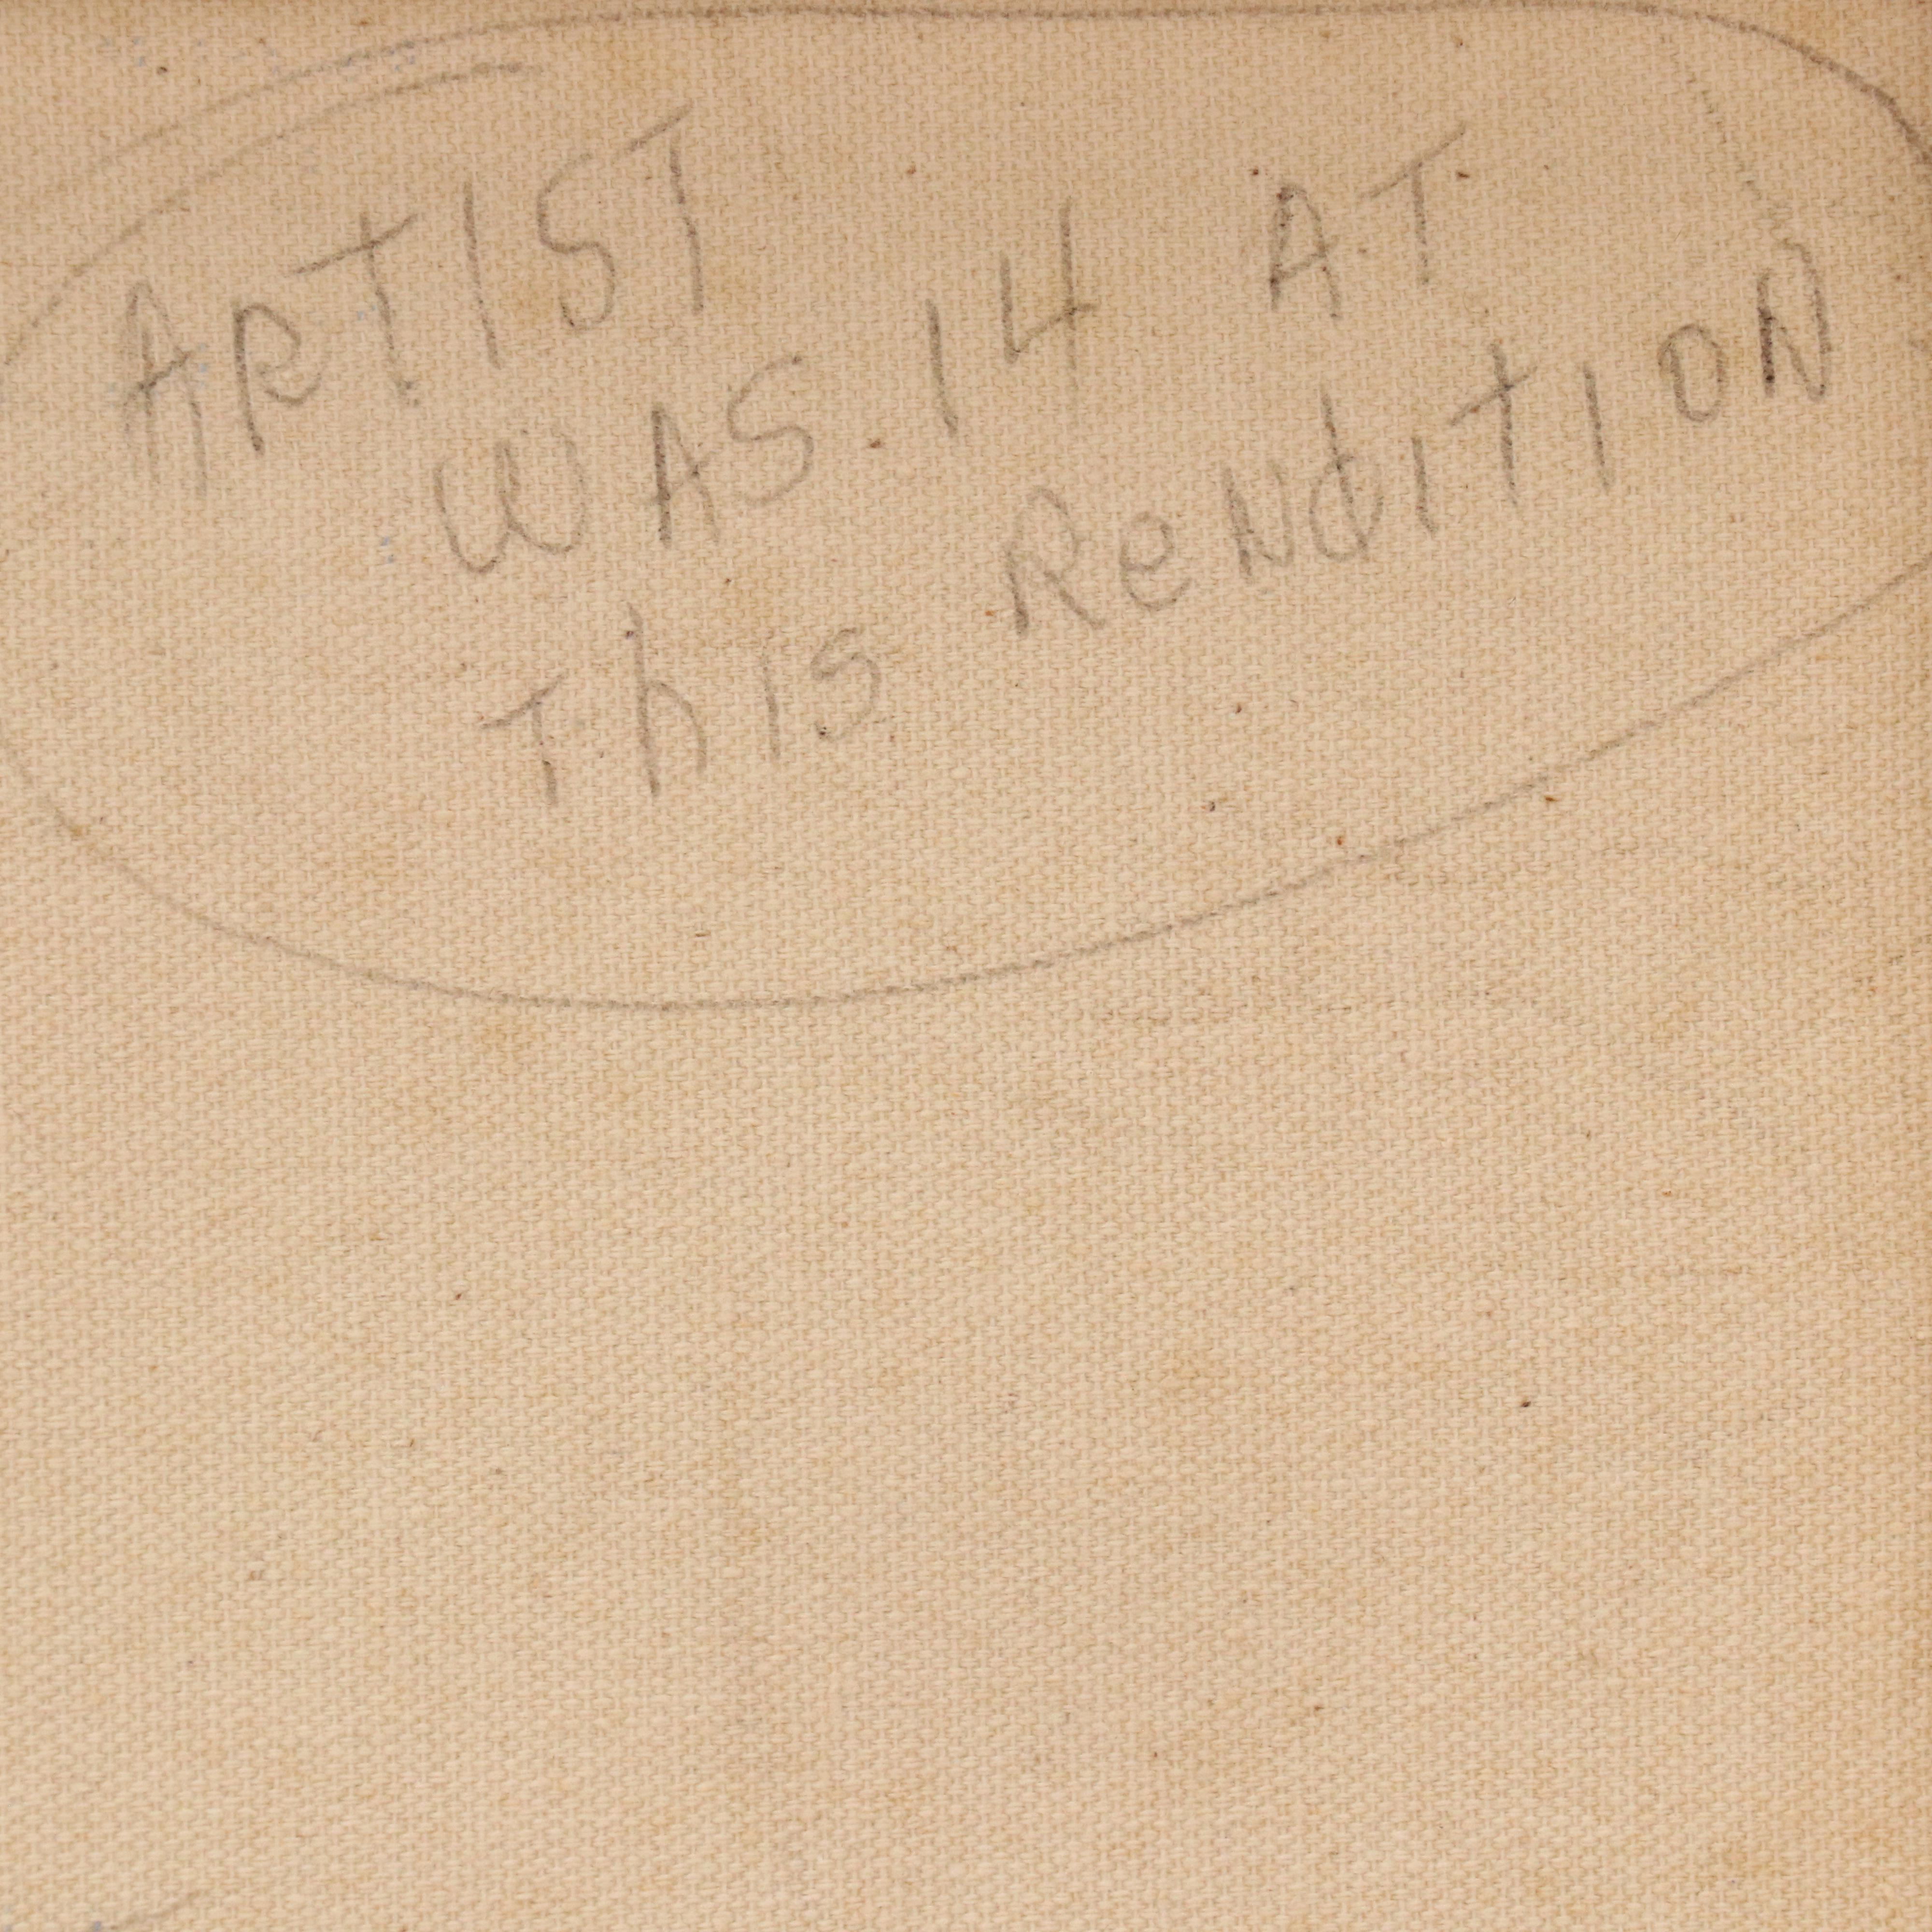 ARTIST
WAS 14 AT
ThIS ReNdITION